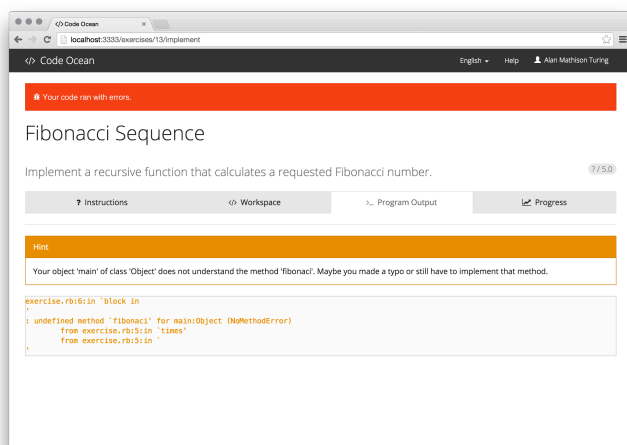 </> Code Ocean
localhost:3333/exercises/13/implement
</> Code Ocean English Help Alan Mathison Turing
Your code ran with errors.
Fibonacci Sequence
Implement a recursive function that calculates a requested Fibonacci number. ? / 5.0
? Instructions </> Workspace >_ Program Output Progress
Hint
Your object 'main' of class 'Object' does not understand the method 'fibonaci'. Maybe you made a typo or still have to implement that method.
exercise.rb:6:in `block in
'
: undefined method `fibonaci' for main:Object (NoMethodError)
from exercise.rb:5:in `times'
from exercise.rb:5:in `
'